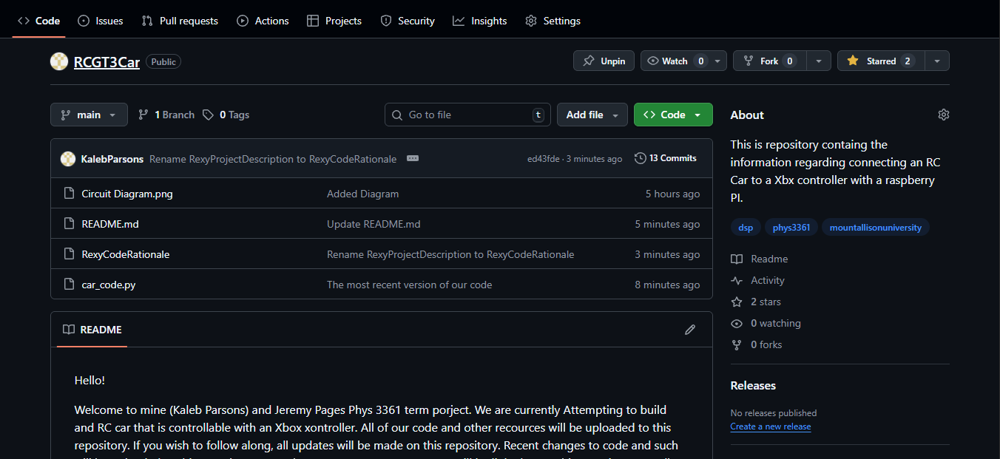 Code Issues Pull requests Actions Projects Security Insights Settings
RCGT3Car Public Unpin Watch 0 Fork 0 Starred 2
main 1 Branch 0 Tags Go to file t Add file Code
KalebParsons Rename RexyProjectDescription to RexyCodeRationale ed43fde · 3 minutes ago 13 Commits
Circuit Diagram.png Added Diagram 5 hours ago
README.md Update README.md 5 minutes ago
RexyCodeRationale Rename RexyProjectDescription to RexyCodeRationale 3 minutes ago
car_code.py The most recent version of our code 8 minutes ago
README
Hello!
Welcome to mine (Kaleb Parsons) and Jeremy Pages Phys 3361 term porject. We are currently Attempting to build
and RC car that is controllable with an Xbox xontroller. All of our code and other recources will be uploaded to this
repository. If you wish to follow along, all updates will be made on this repository. Recent changes to code and such
About
This is repository containg the
information regarding connecting an RC
Car to a Xbx controller with a raspberry
PI.
dsp phys3361 mountallisonuniversity
Readme
Activity
2 stars
0 watching
0 forks
Releases
No releases published
Create a new release